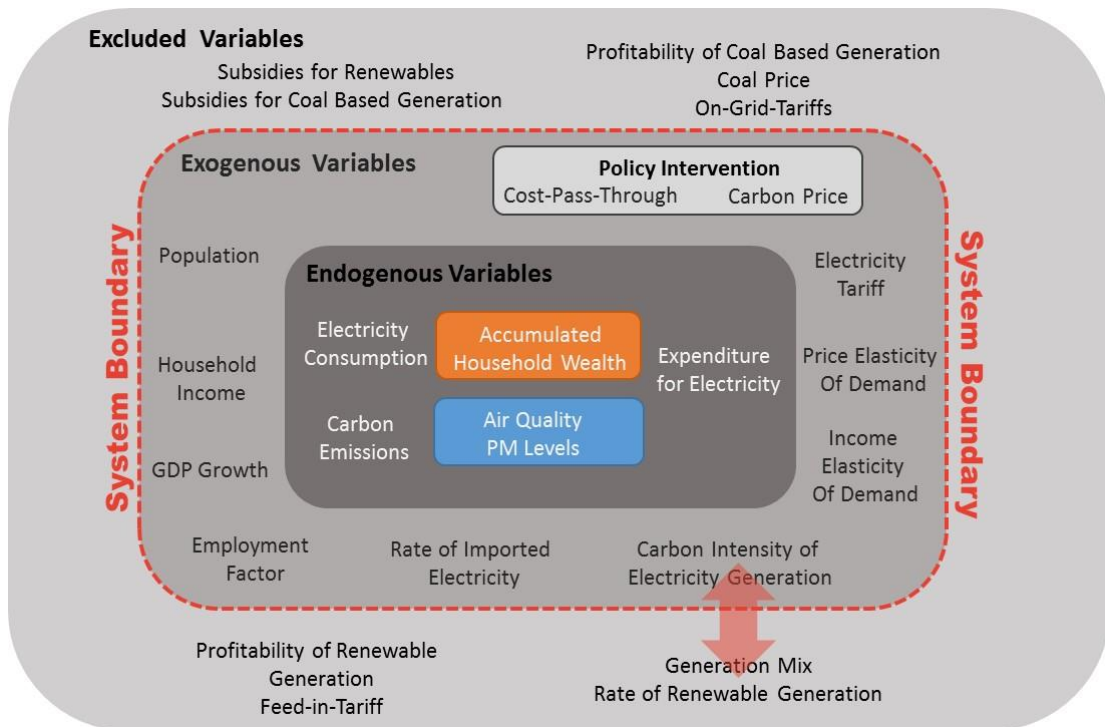 Excluded Variables
Subsidies for Renewables
Subsidies for Coal Based Generation
Profitability of Coal Based Generation
Coal Price
On-Grid-Tariffs
Exogenous Variables
Policy Intervention
Cost-Pass-Through
Carbon Price
System Boundary
System Boundary
Population
Household
Income
GDP Growth
Endogenous Variables
Electricity
Consumption
Accumulated
Household Wealth
Expenditure
for Electricity
Carbon
Emissions
Air Quality
PM Levels
Electricity
Tariff
Price Elasticity
Of Demand
Income
Elasticity
Of Demand
Employment
Factor
Rate of Imported
Electricity
Carbon Intensity of
Electricity Generation
Profitability of Renewable
Generation
Feed-in-Tariff
Generation Mix
Rate of Renewable Generation